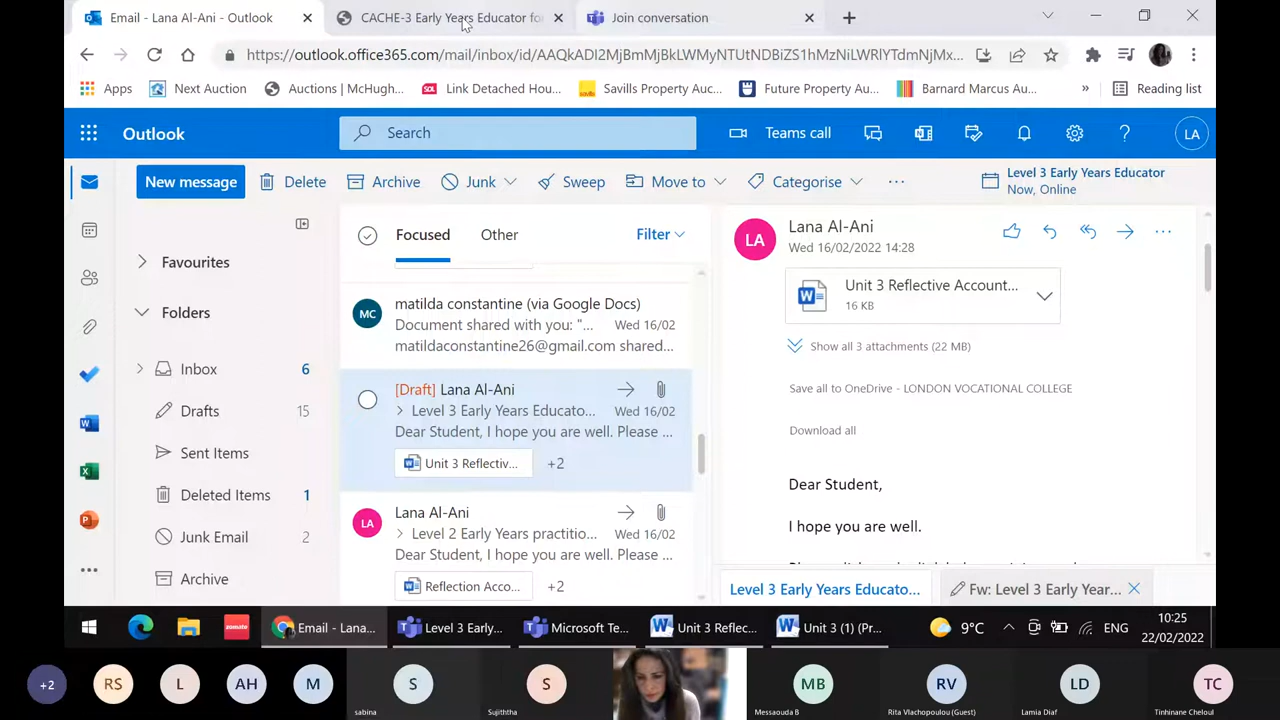 Email - Lana Al-Ani - Outlook
CACHE-3 Early Years Educator fo
Join conversation
https://outlook.office365.com/mail/inbox/id/AAQkADI2MjBmMjBkLWMyNTUtNDBiZS1hMzNiLWRlYTdmNjMx...
Apps
Next Auction
Auctions | McHugh...
SDL
Link Detached Hou...
Savills Property Auc...
Future Property Au...
Barnard Marcus Au...
»
Reading list
Outlook
Search
Teams call
LA
New message
Delete
Archive
Junk
Sweep
Move to
Categorise
...
Level 3 Early Years Educator
Now, Online
Favourites
Folders
Inbox 6
Drafts 15
Sent Items
Deleted Items 1
Junk Email 2
Archive
Focused
Other
Filter
MC
matilda constantine (via Google Docs)
Document shared with you: "... Wed 16/02
matildaconstantine26@gmail.com shared...
[Draft] Lana Al-Ani
> Level 3 Early Years Educato... Wed 16/02
Dear Student, I hope you are well. Please ...
Unit 3 Reflectiv...
+2
LA
Lana Al-Ani
> Level 2 Early Years practitio... Wed 16/02
Dear Student, I hope you are well. Please ...
Reflection Acco...
+2
LA
Lana Al-Ani
Wed 16/02/2022 14:28
Unit 3 Reflective Account...
16 KB
Show all 3 attachments (22 MB)
Save all to OneDrive - LONDON VOCATIONAL COLLEGE
Download all
Dear Student,
I hope you are well.
Level 3 Early Years Educato...
Fw: Level 3 Early Year...
zomato
Email - Lana...
Level 3 Early...
Microsoft Te...
Unit 3 Reflec...
Unit 3 (1) (Pr...
9°C
ENG
10:25
22/02/2022
+2
RS
L
AH
M
S
sabina
S
Sujiththa
MB
Messaouda B
RV
Rita Vlachopoulou (Guest)
LD
Lamia Diaf
TC
Tinhinane Cheloul